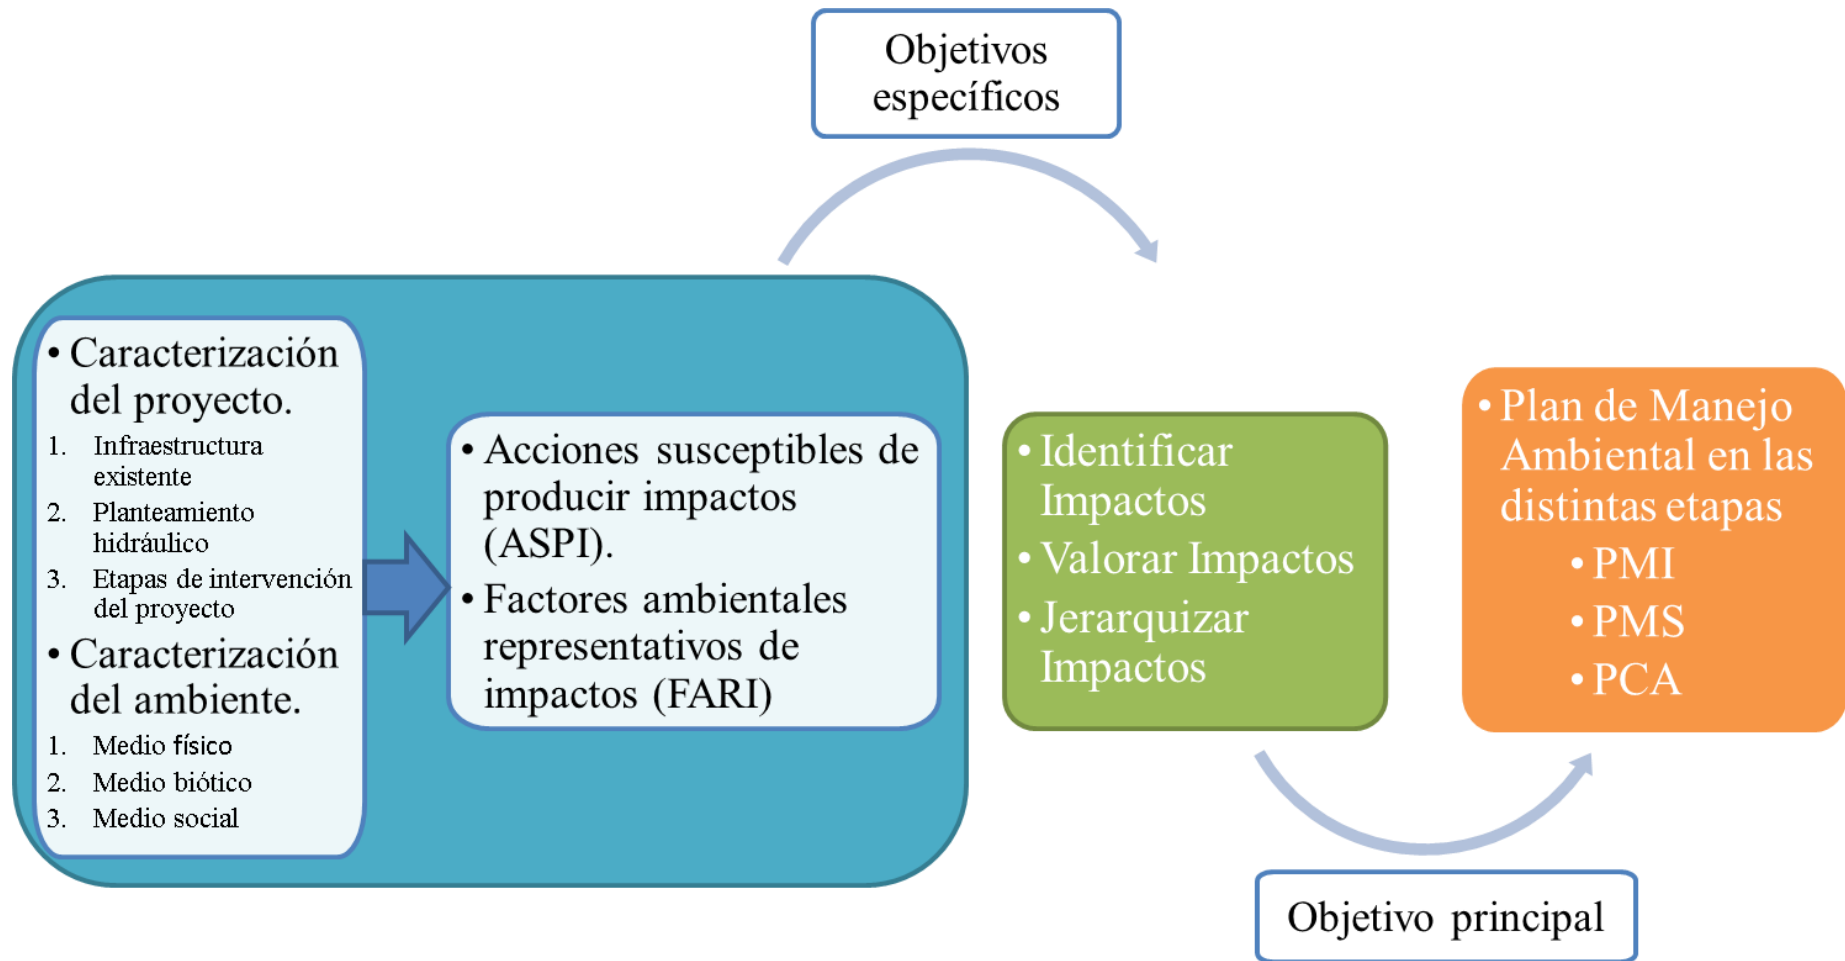 Objetivos
específicos
• Caracterización
del proyecto.
1. Infraestructura
existente
2. Planteamiento
hidráulico
3. Etapas de intervención
del proyecto
• Caracterización
del ambiente.
1. Medio físico
2. Medio biótico
3. Medio social
• Acciones susceptibles de
producir impactos
(ASPI).
• Factores ambientales
representativos de
impactos (FARI)
• Identificar
Impactos
• Valorar Impactos
• Jerarquizar
Impactos
• Plan de Manejo
Ambiental en las
distintas etapas
• PMI
• PMS
• PCA
Objetivo principal